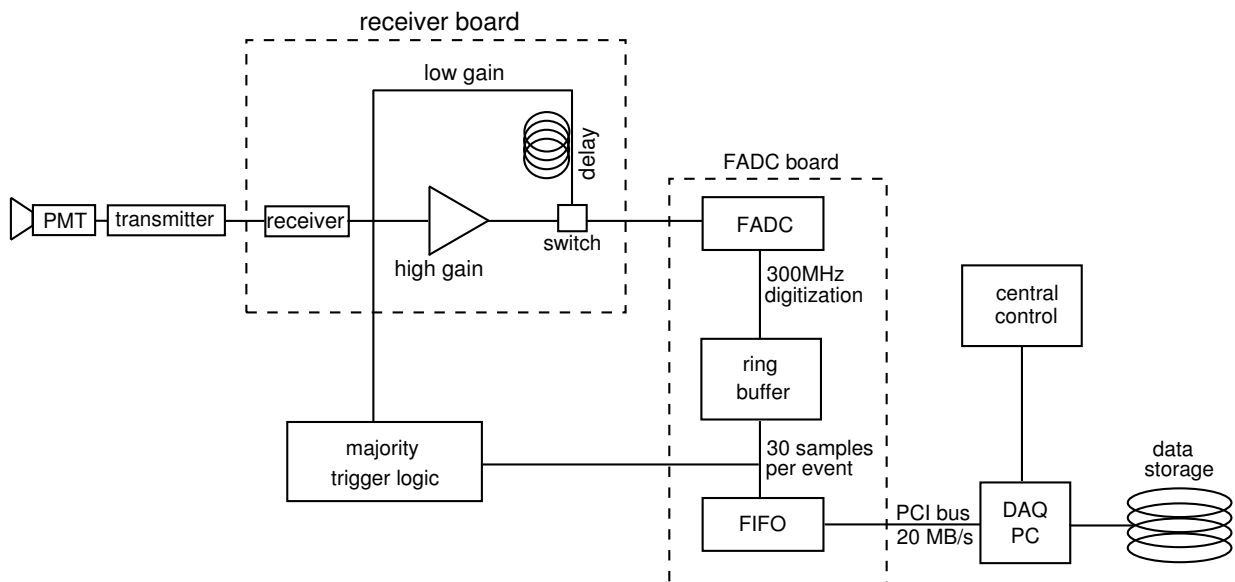 receiver board
low gain
delay
PMT
transmitter
receiver
high gain
switch
FADC board
FADC
300MHz
digitization
ring
buffer
majority
trigger logic
30 samples
per event
FIFO
PCI bus
20 MB/s
central
control
DAQ
PC
data
storage